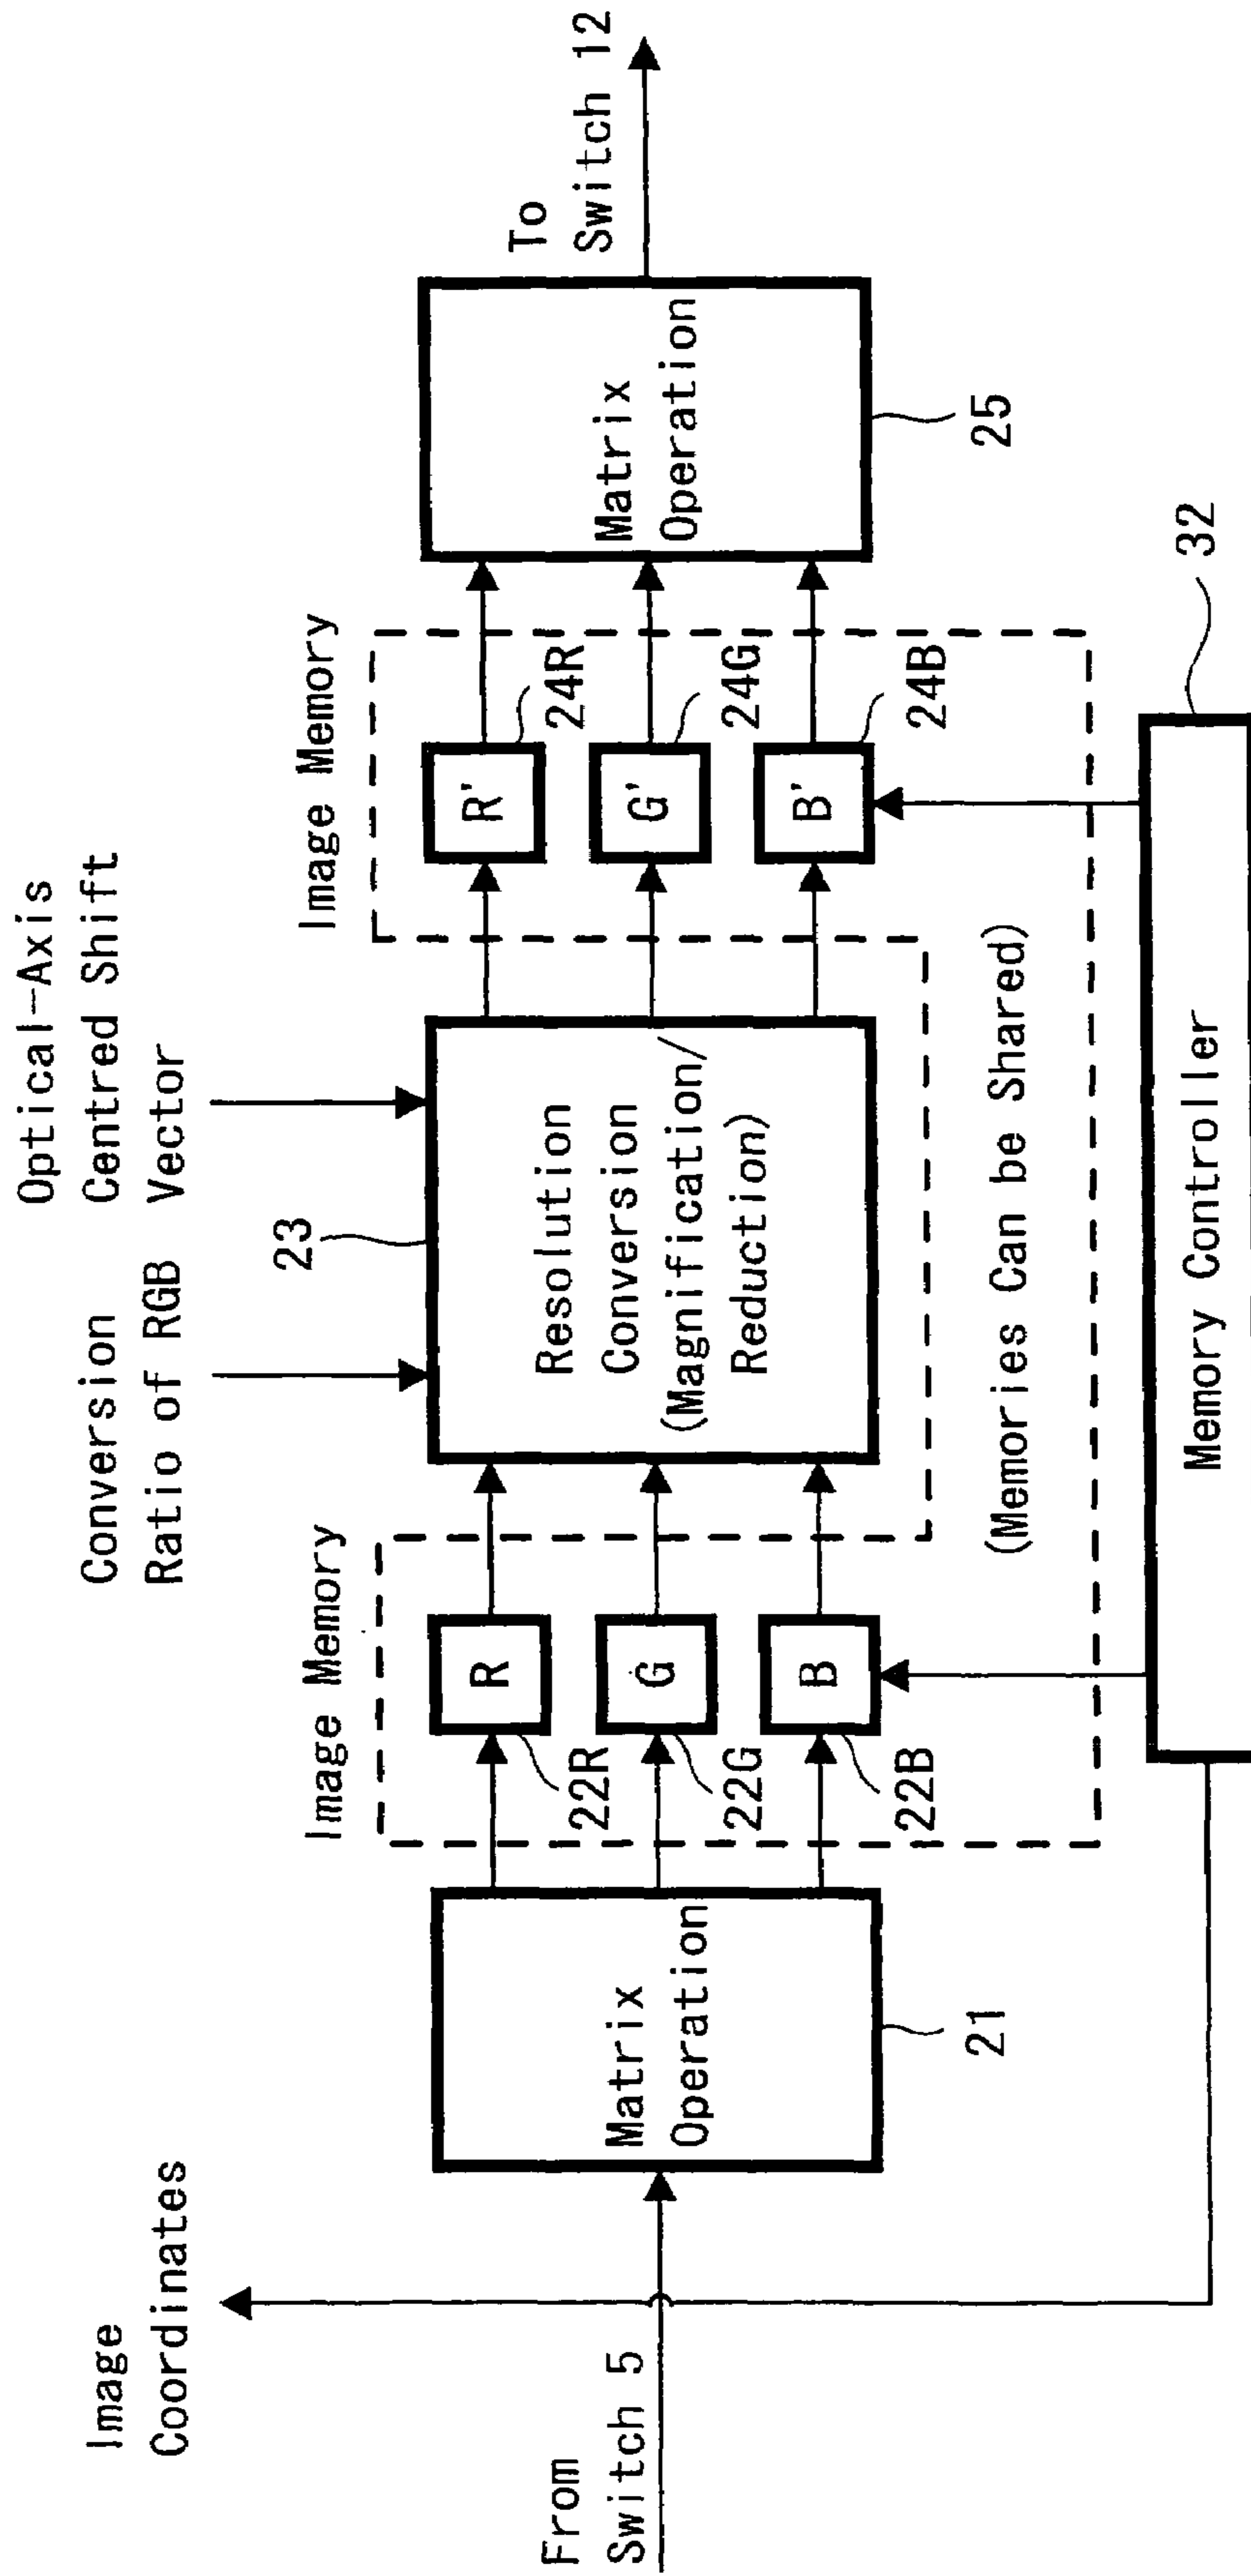 Optical-Axis
Centred Shift
Vector
Conversion
Ratio of RGB
Image
Coordinates
23
Image Memory
Image Memory
From
Switch 5
Matrix
Operation
21
R
22R
G
22G
B
22B
Resolution
Conversion
(Magnification/
Reduction)
R'
24R
G'
24G
B'
24B
Matrix
Operation
25
To
Switch 12
(Memories Can be Shared)
Memory Controller
32